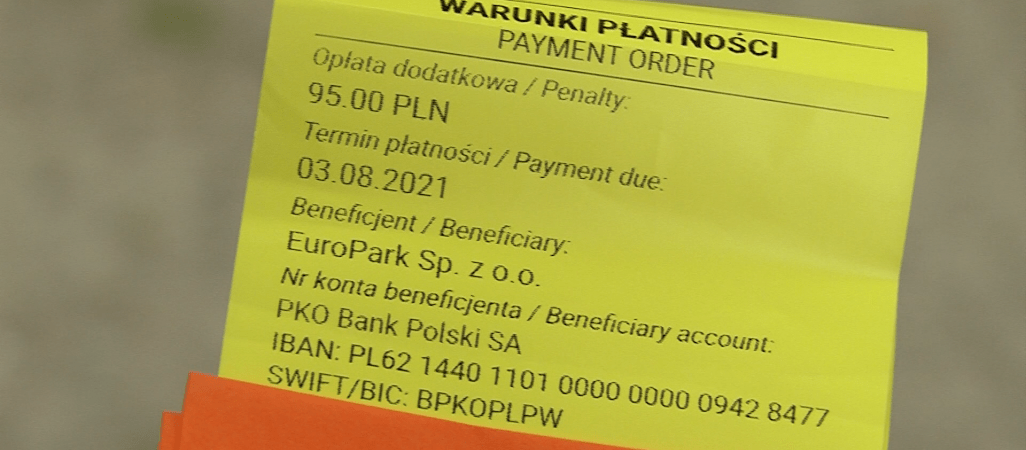 WARUNKI PŁATNOŚCI
PAYMENT ORDER
Opłata dodatkowa / Penalty:
95.00 PLN
Termin płatności / Payment due:
03.08.2021
Beneficjent / Beneficiary:
EuroPark Sp. z o.o.
Nr konta beneficjenta / Beneficiary account:
PKO Bank Polski SA
IBAN: PL62 1440 1101 0000 0000 0942 8477
SWIFT/BIC: BPKOPLPW